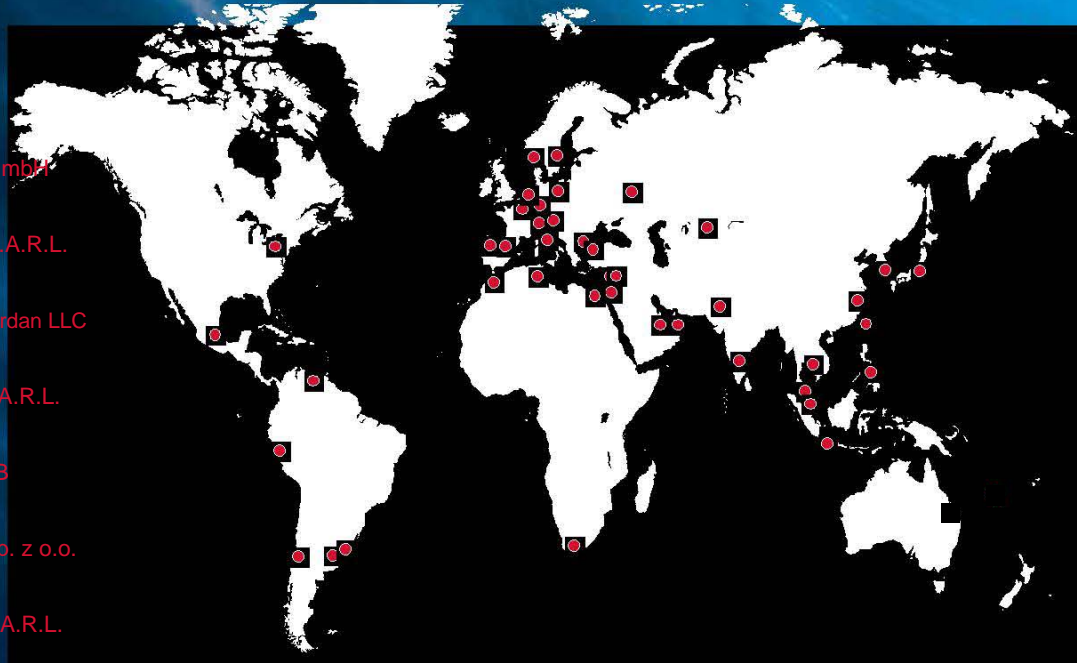 mbH
.A.R.L.
rdan LLC
A.R.L.
B
o. z o.o.
A.R.L.